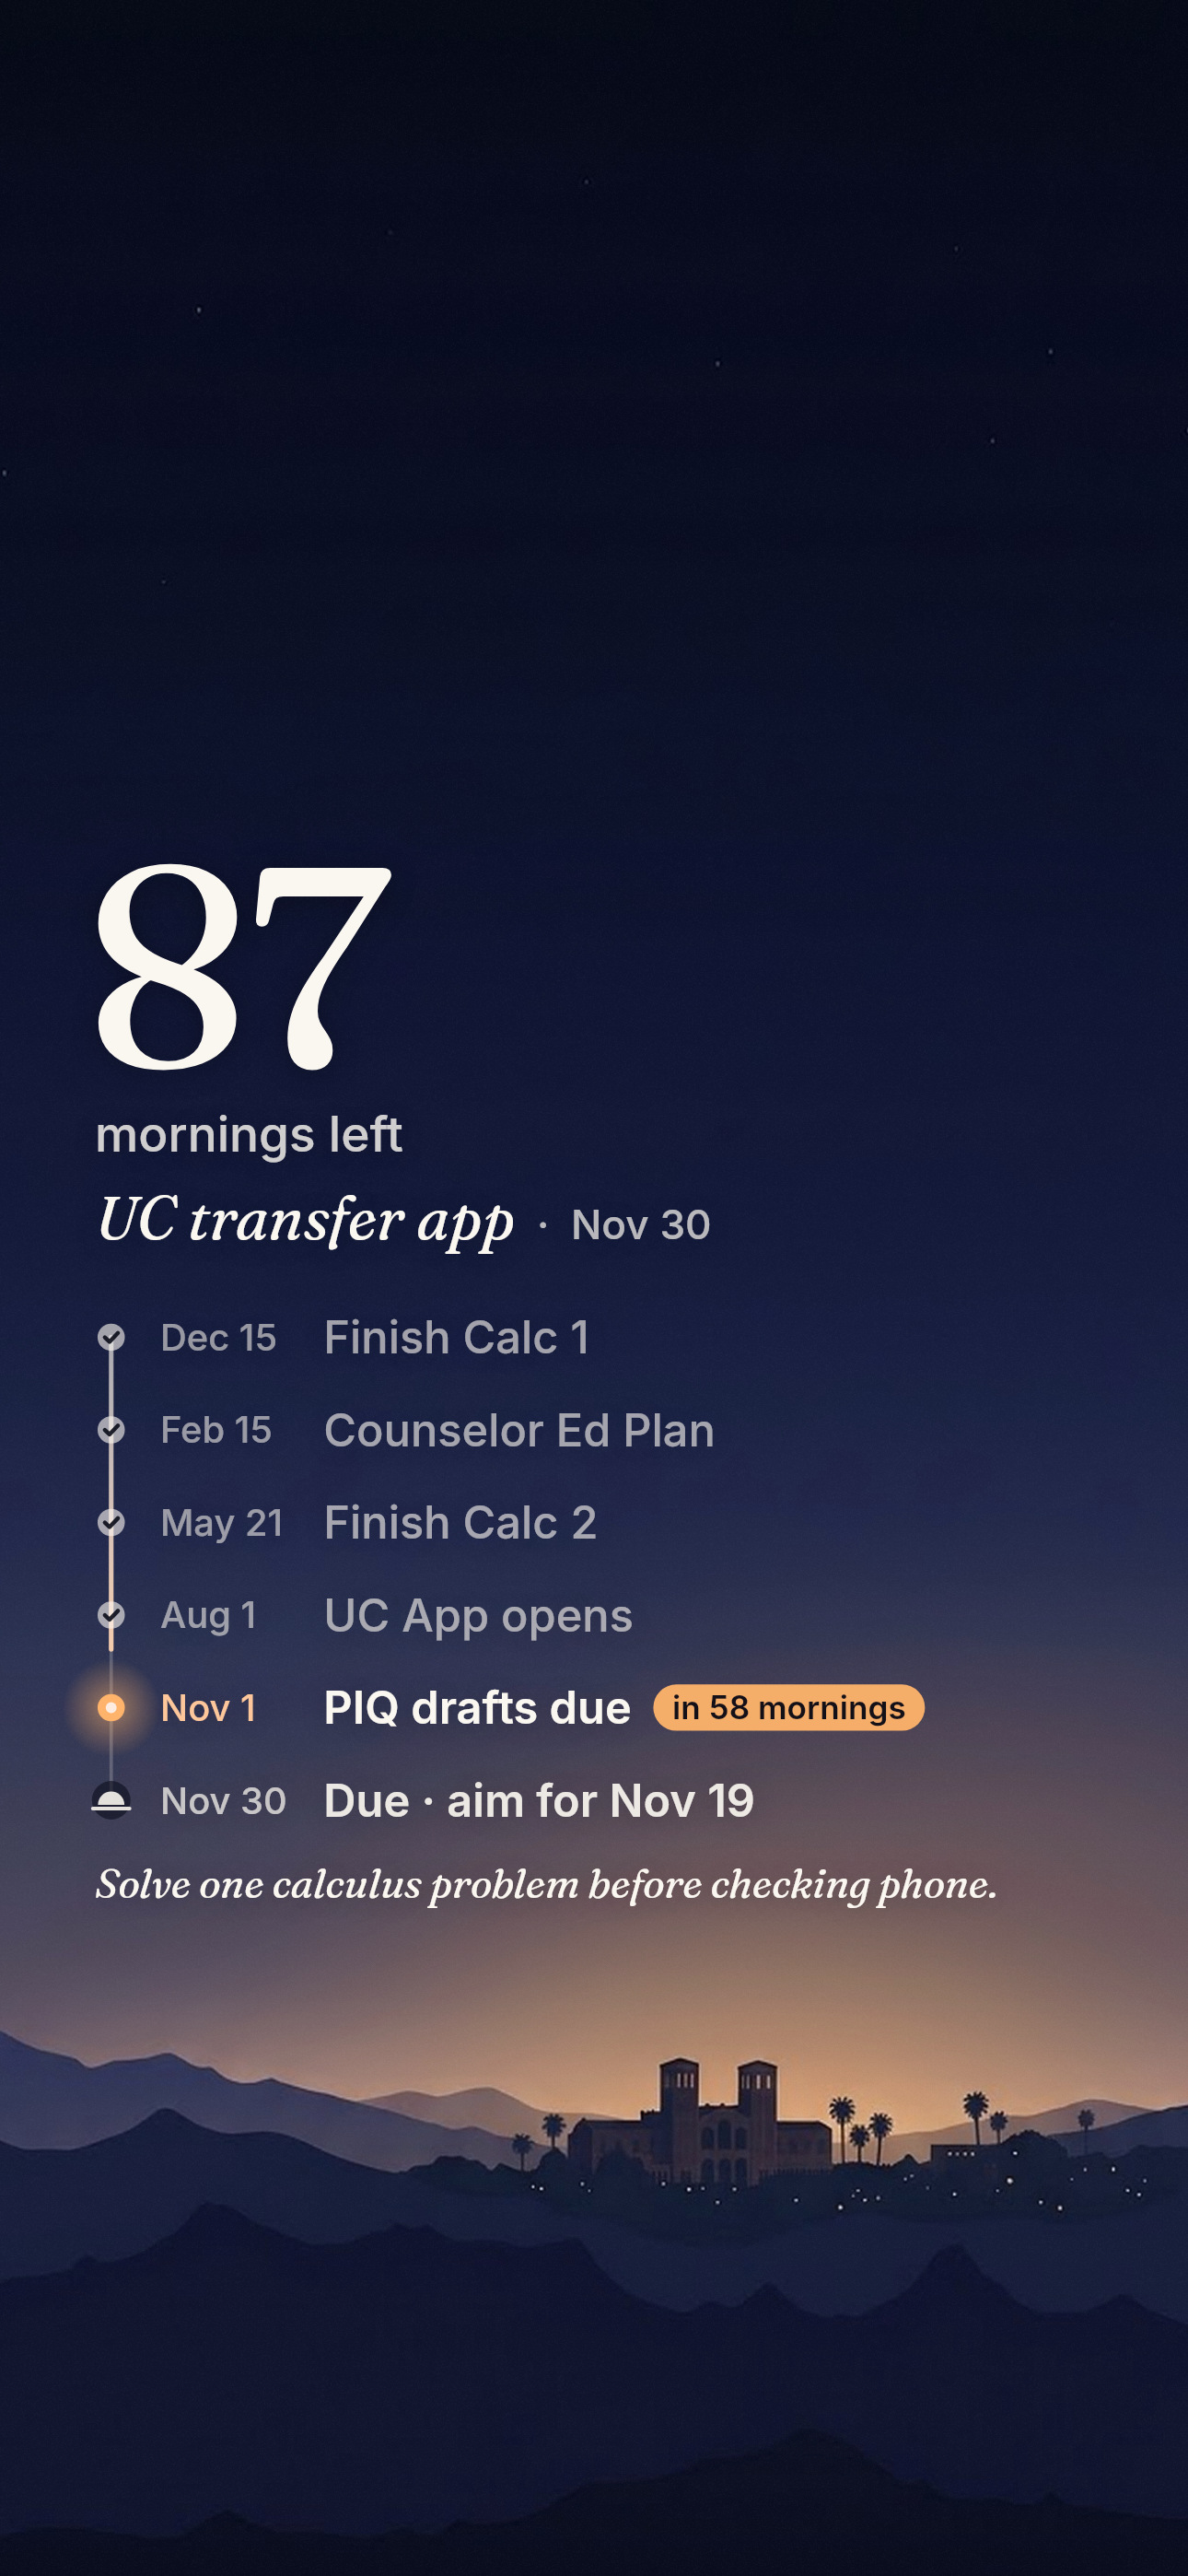 87
mornings left
UC transfer app · Nov 30
Dec 15 Finish Calc 1
Feb 15 Counselor Ed Plan
May 21 Finish Calc 2
Aug 1 UC App opens
Nov 1 PIQ drafts due in 58 mornings
Nov 30 Due · aim for Nov 19
Solve one calculus problem before checking phone.